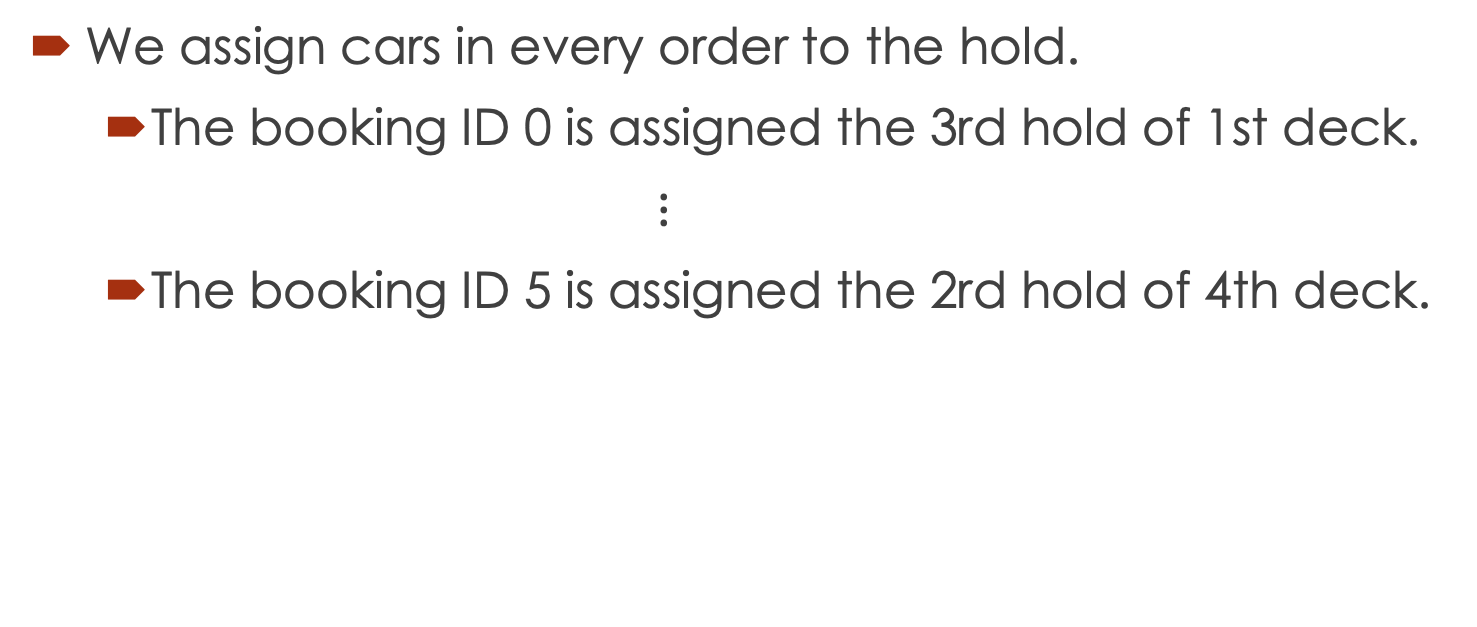 We assign cars in every order to the hold.
The booking ID 0 is assigned the 3rd hold of 1st deck.
⋮
The booking ID 5 is assigned the 2rd hold of 4th deck.